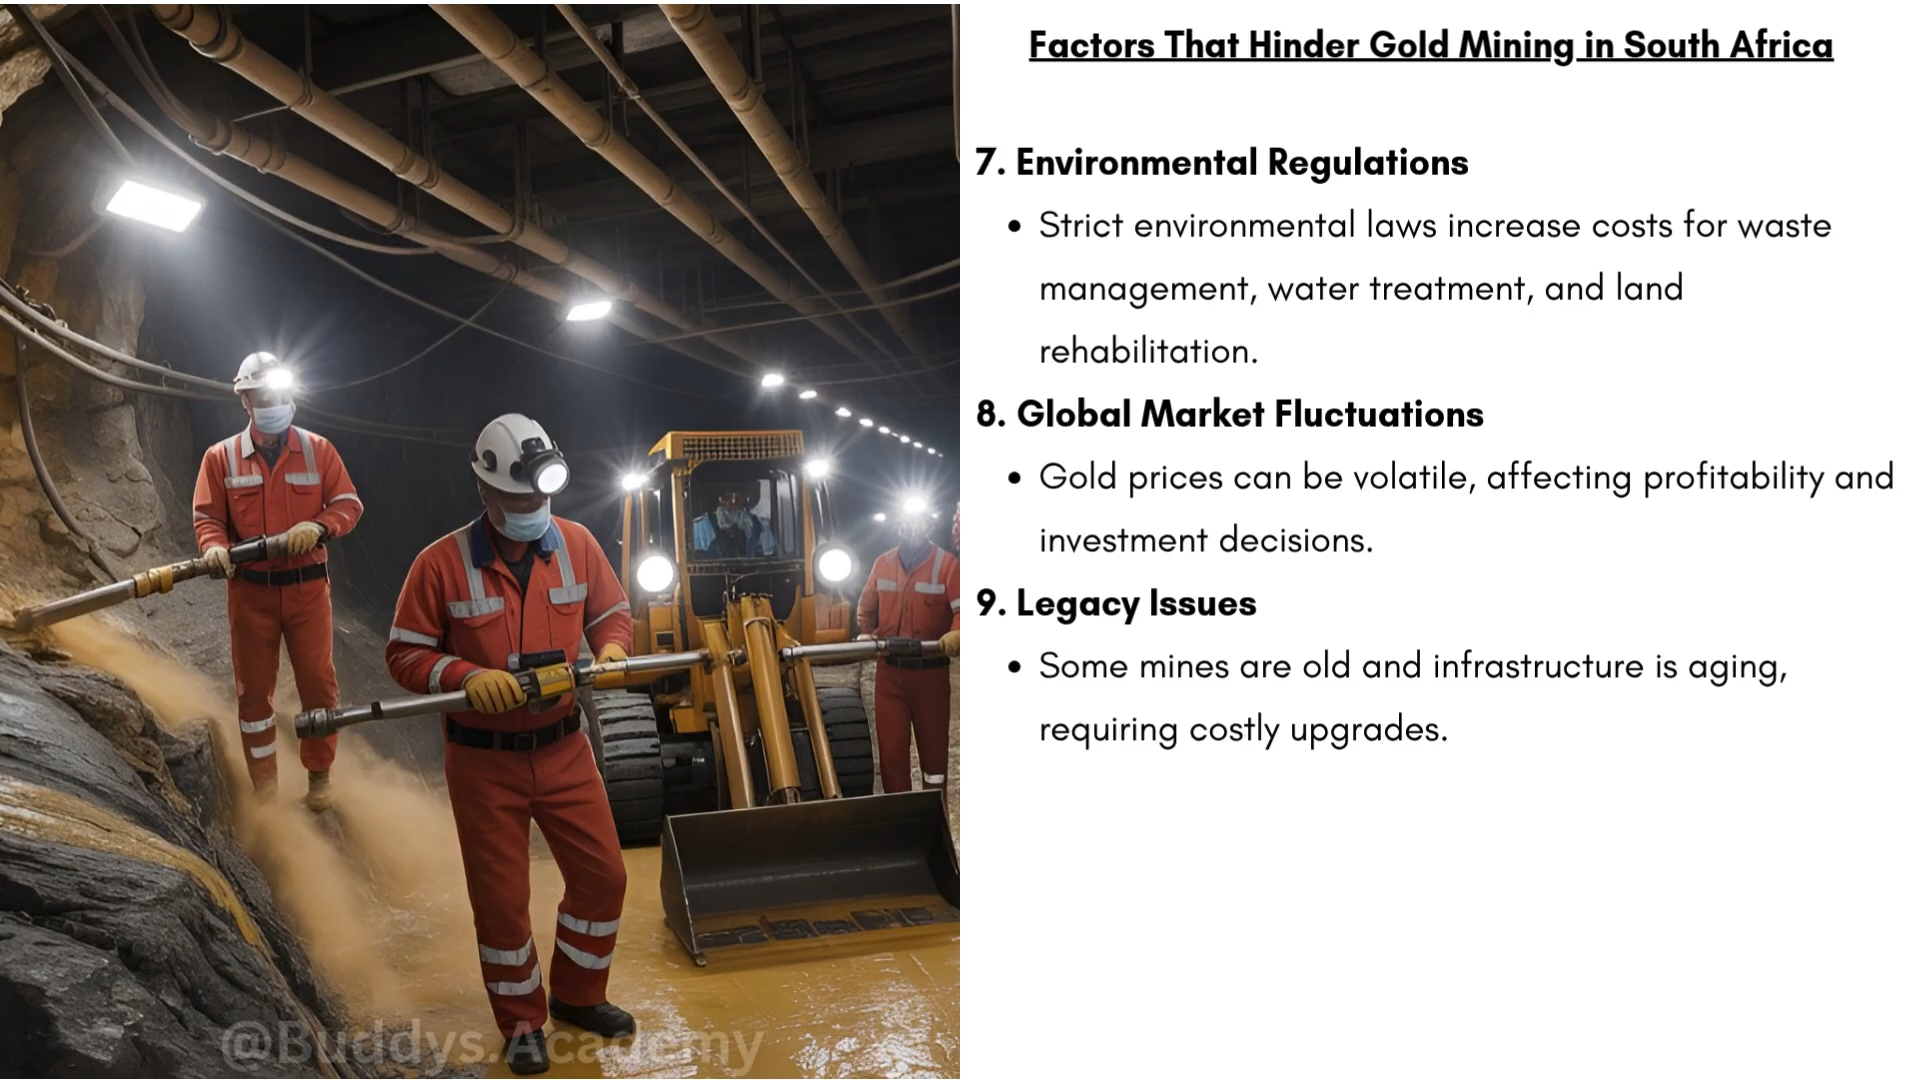 Factors That Hinder Gold Mining in South Africa
7. Environmental Regulations
• Strict environmental laws increase costs for waste
management, water treatment, and land
rehabilitation.
8. Global Market Fluctuations
• Gold prices can be volatile, affecting profitability and
investment decisions.
9. Legacy Issues
• Some mines are old and infrastructure is aging,
requiring costly upgrades.
@Buddys.Academy